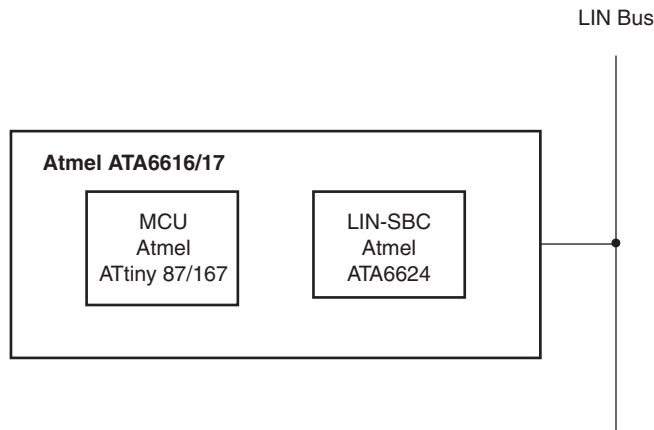 LIN Bus
Atmel ATA6616/17
MCU
Atmel
ATtiny 87/167
LIN-SBC
Atmel
ATA6624